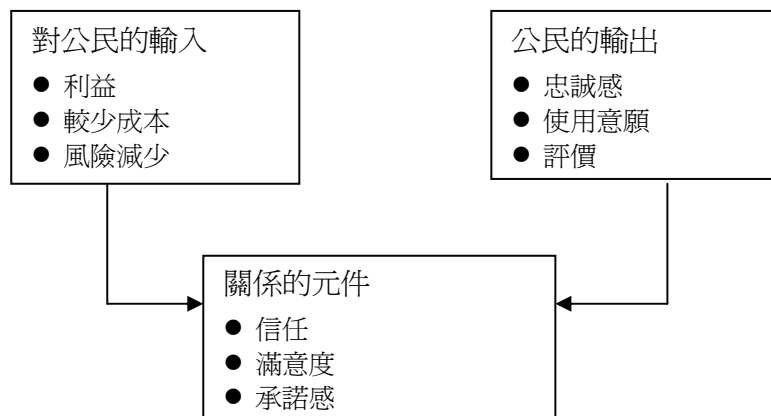 對公民的輸入
● 利益
● 較少成本
● 風險減少
公民的輸出
● 忠誠感
● 使用意願
● 評價
關係的元件
● 信任
● 滿意度
● 承諾感